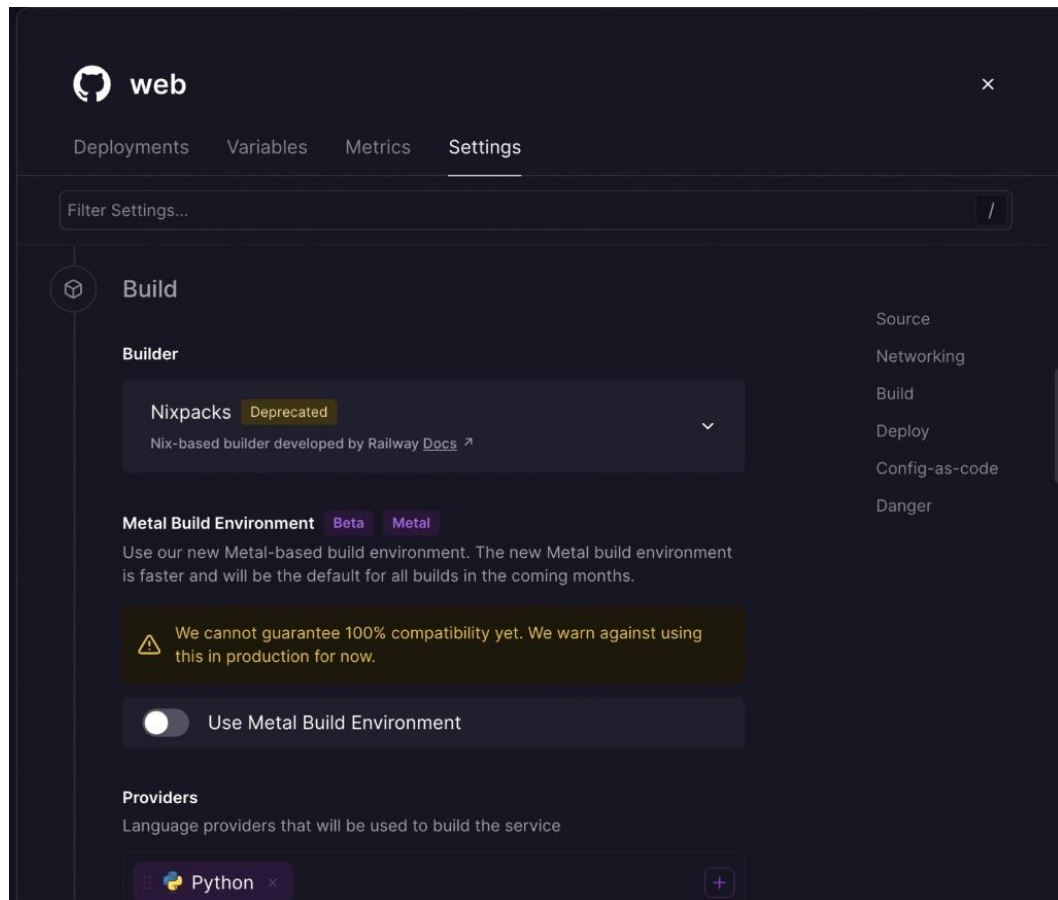 web
Deployments Variables Metrics Settings
Filter Settings... /
Build
Builder
Nixpacks Deprecated
Nix-based builder developed by Railway Docs ↗
Metal Build Environment Beta Metal
Use our new Metal-based build environment. The new Metal build environment
is faster and will be the default for all builds in the coming months.
We cannot guarantee 100% compatibility yet. We warn against using
this in production for now.
Use Metal Build Environment
Providers
Language providers that will be used to build the service
Python
Source
Networking
Build
Deploy
Config-as-code
Danger